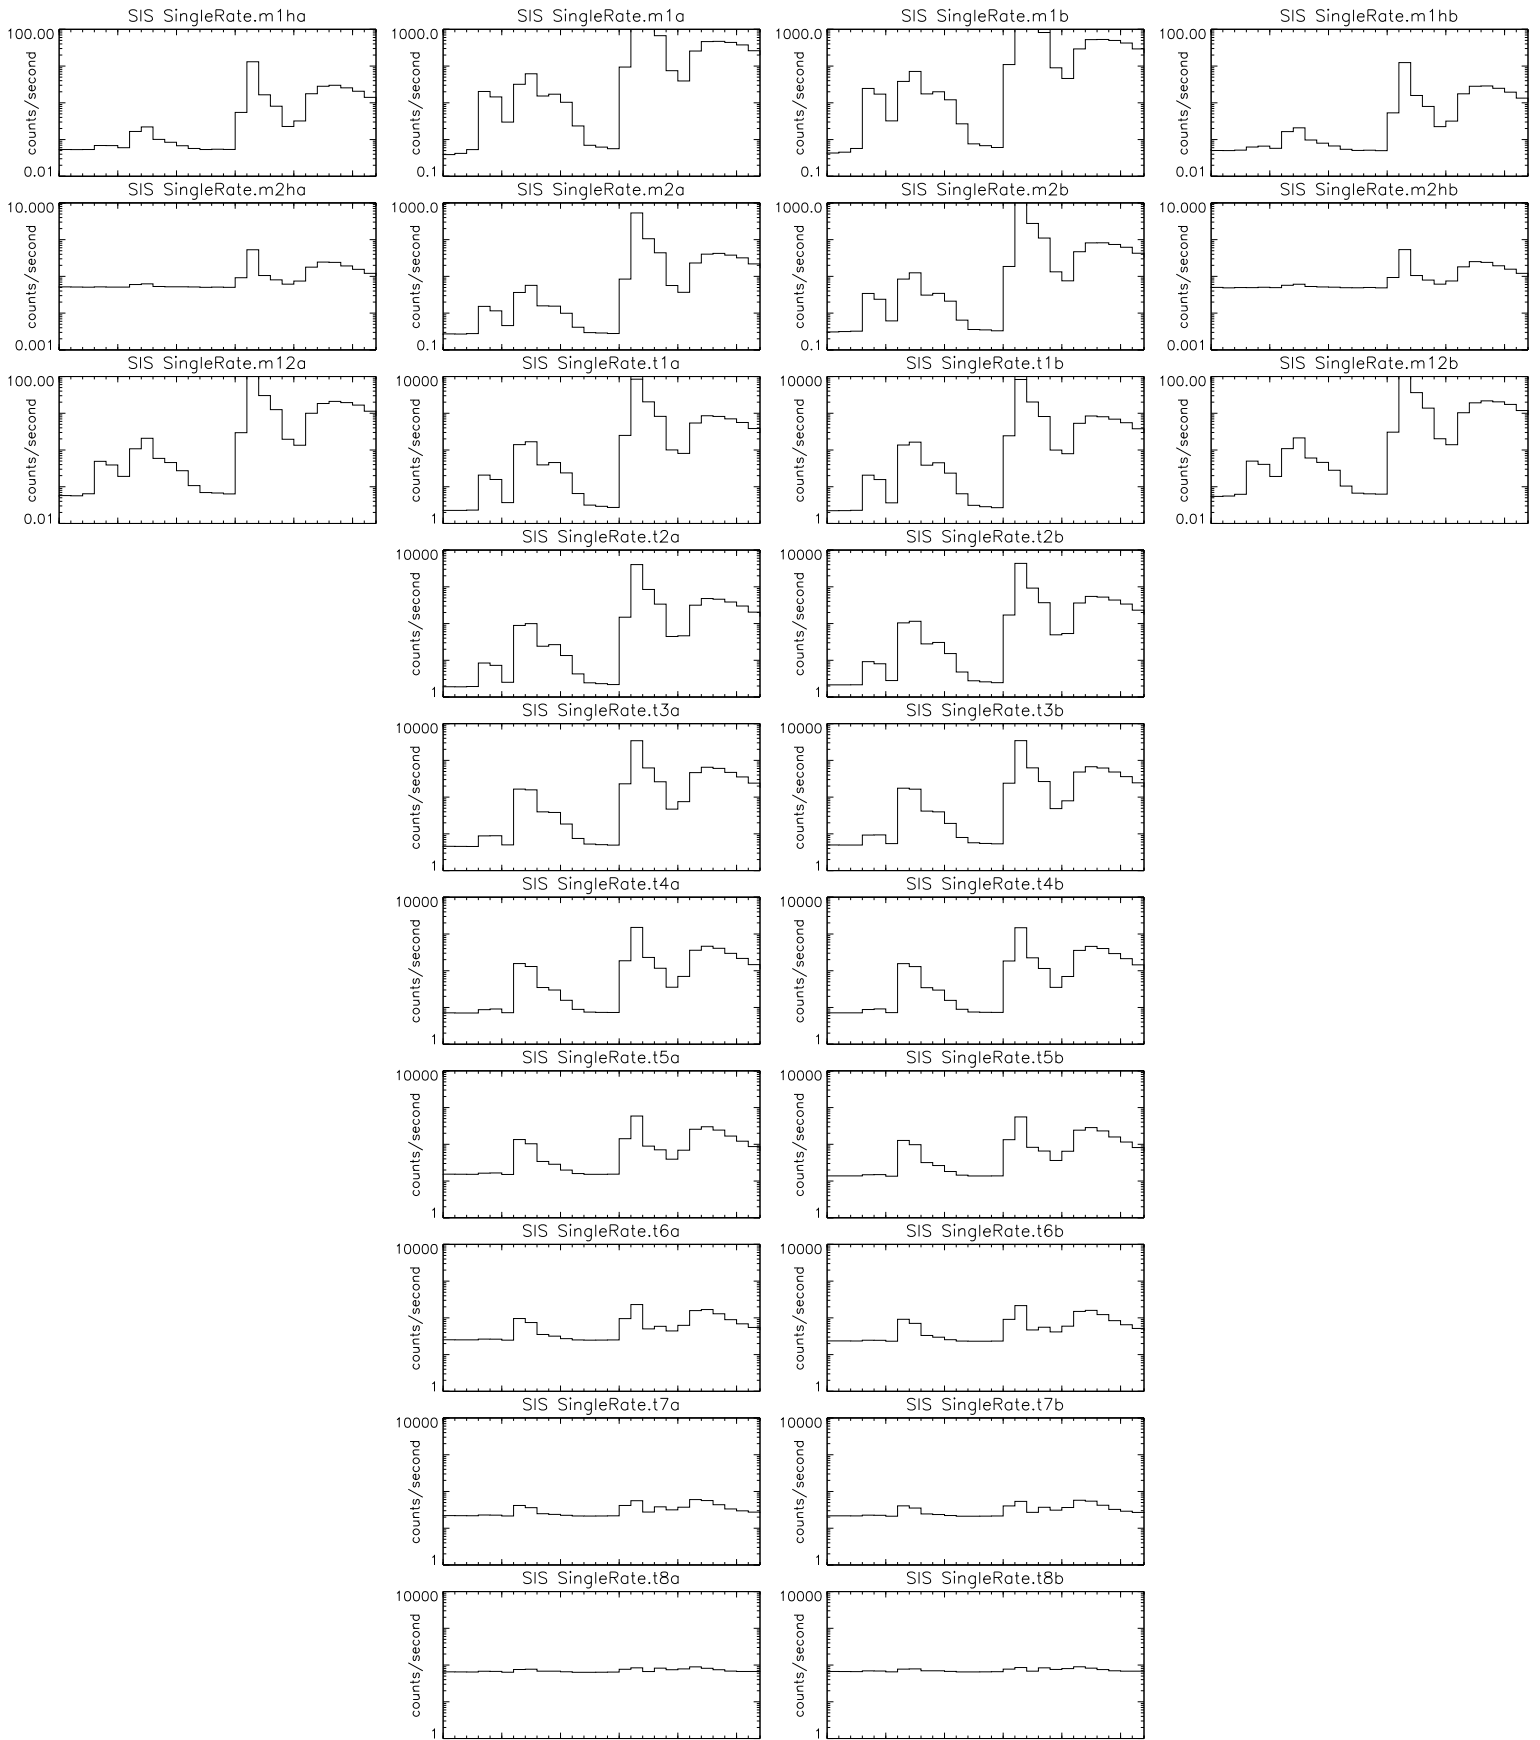 SIS SingleRate.m1ha
100.00
counts/second
0.01
SIS SingleRate.m1a
1000.0
counts/second
0.1
SIS SingleRate.m1b
1000.0
counts/second
0.1
SIS SingleRate.m1hb
100.00
counts/second
0.01
SIS SingleRate.m2ha
10.000
counts/second
0.001
SIS SingleRate.m2a
1000.0
counts/second
0.1
SIS SingleRate.m2b
1000.0
counts/second
0.1
SIS SingleRate.m2hb
10.000
counts/second
0.001
SIS SingleRate.m12a
100.00
counts/second
0.01
SIS SingleRate.t1a
10000
counts/second
1
SIS SingleRate.t1b
10000
counts/second
1
SIS SingleRate.m12b
100.00
counts/second
0.01
SIS SingleRate.t2a
10000
counts/second
1
SIS SingleRate.t2b
10000
counts/second
1
SIS SingleRate.t3a
10000
counts/second
1
SIS SingleRate.t3b
10000
counts/second
1
SIS SingleRate.t4a
10000
counts/second
1
SIS SingleRate.t4b
10000
counts/second
1
SIS SingleRate.t5a
10000
counts/second
1
SIS SingleRate.t5b
10000
counts/second
1
SIS SingleRate.t6a
10000
counts/second
1
SIS SingleRate.t6b
10000
counts/second
1
SIS SingleRate.t7a
10000
counts/second
1
SIS SingleRate.t7b
10000
counts/second
1
SIS SingleRate.t8a
10000
counts/second
1
SIS SingleRate.t8b
10000
counts/second
1